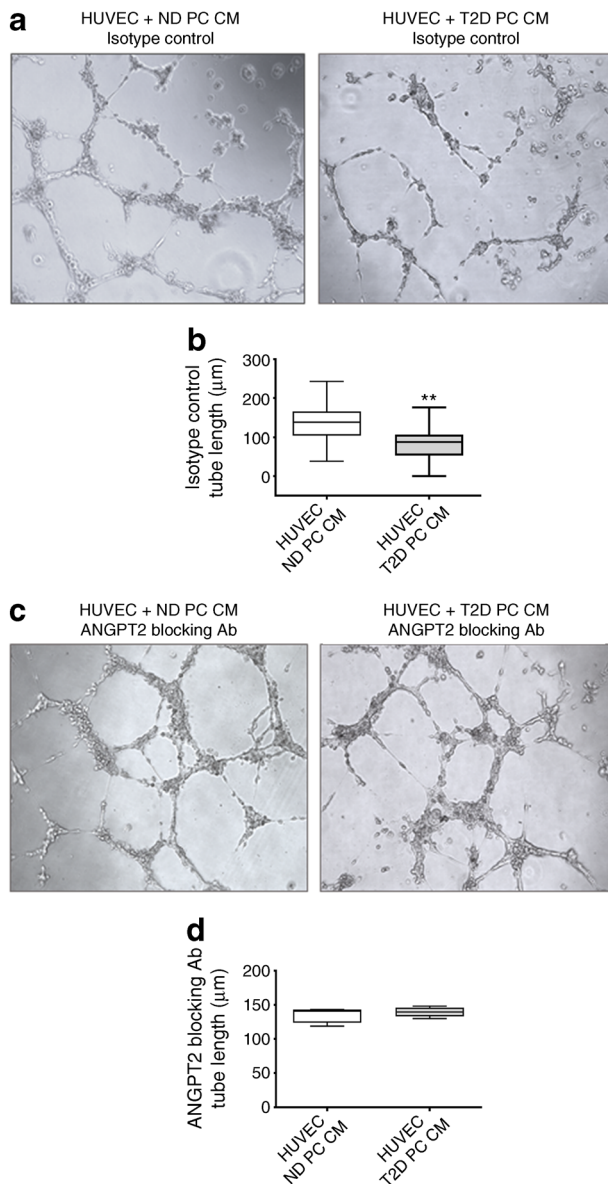 a
HUVEC + ND PC CM
Isotype control
HUVEC + T2D PC CM
Isotype control
b
Isotype control
tube length (μm)
300
200
100
0
**
HUVEC
ND PC CM
HUVEC
T2D PC CM
c
HUVEC + ND PC CM
ANGPT2 blocking Ab
HUVEC + T2D PC CM
ANGPT2 blocking Ab
d
ANGPT2 blocking Ab
tube length (μm)
200
150
100
50
0
HUVEC
ND PC CM
HUVEC
T2D PC CM